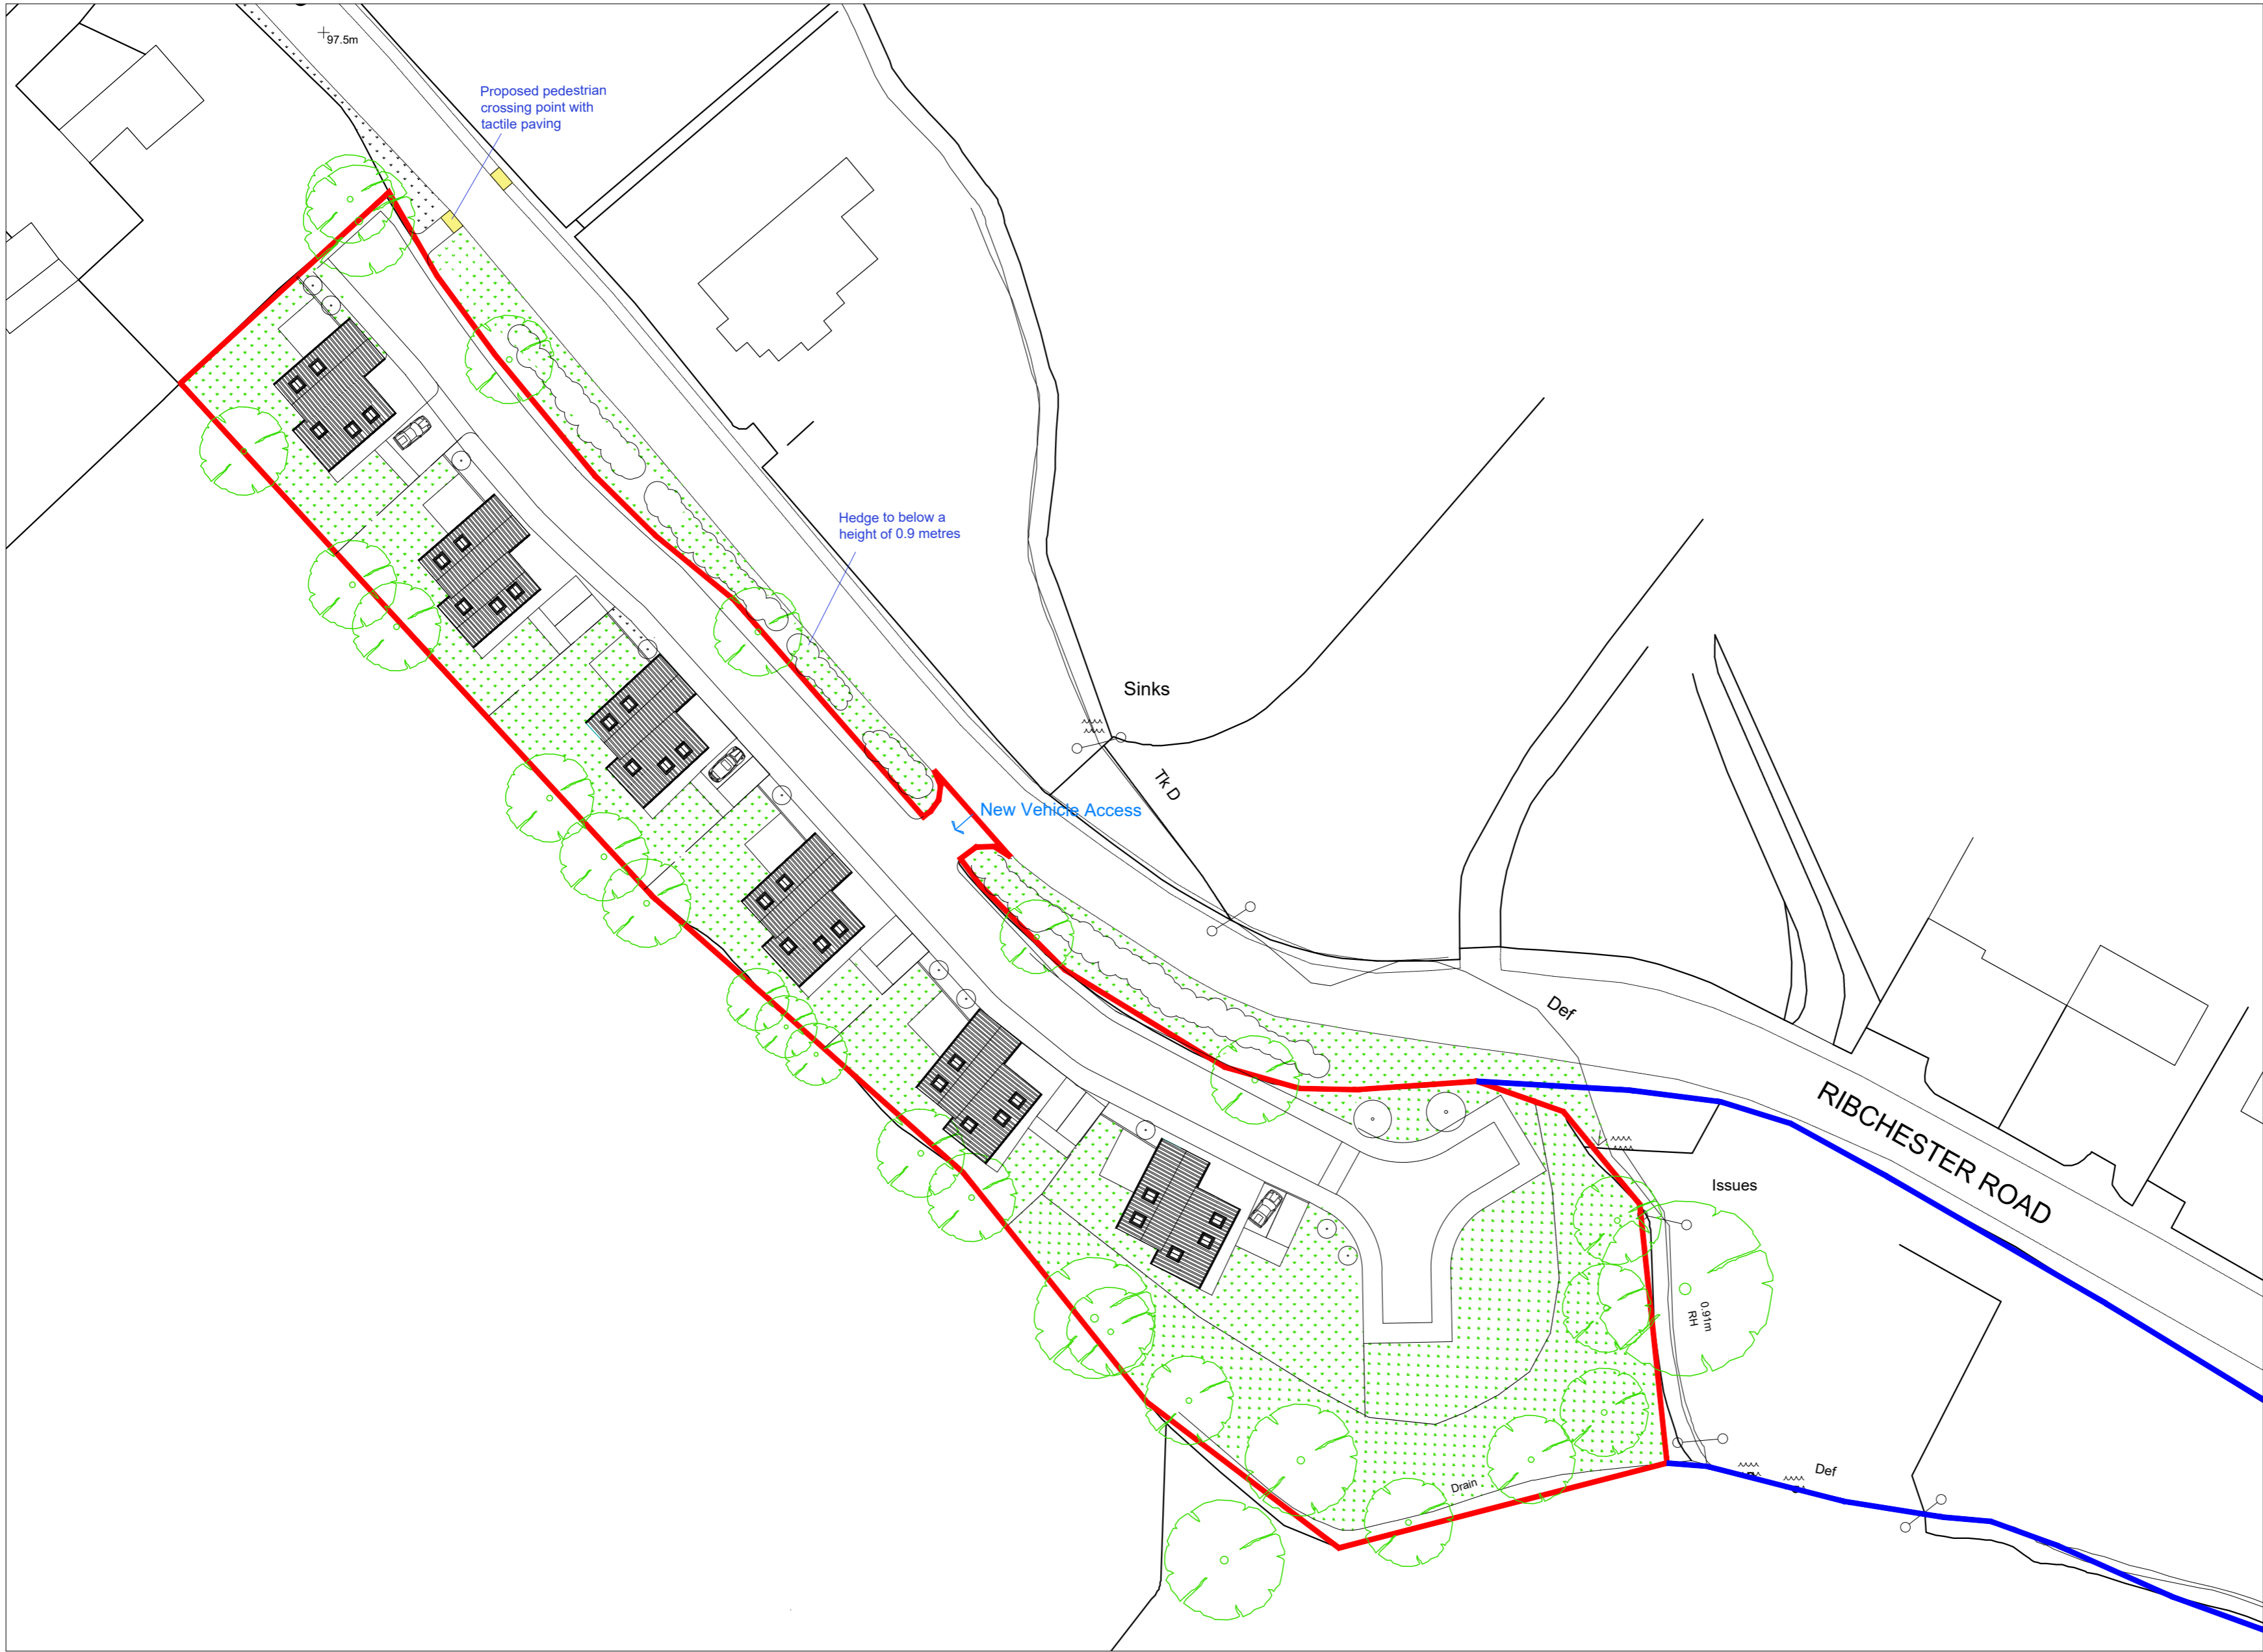 97.5m
Proposed pedestrian
crossing point with
tactile paving
Hedge to below a
height of 0.9 metres
Sinks
Tk D
New Vehicle Access
Def
RIBCHESTER ROAD
Issues
0.91m
RH
Drain
Def